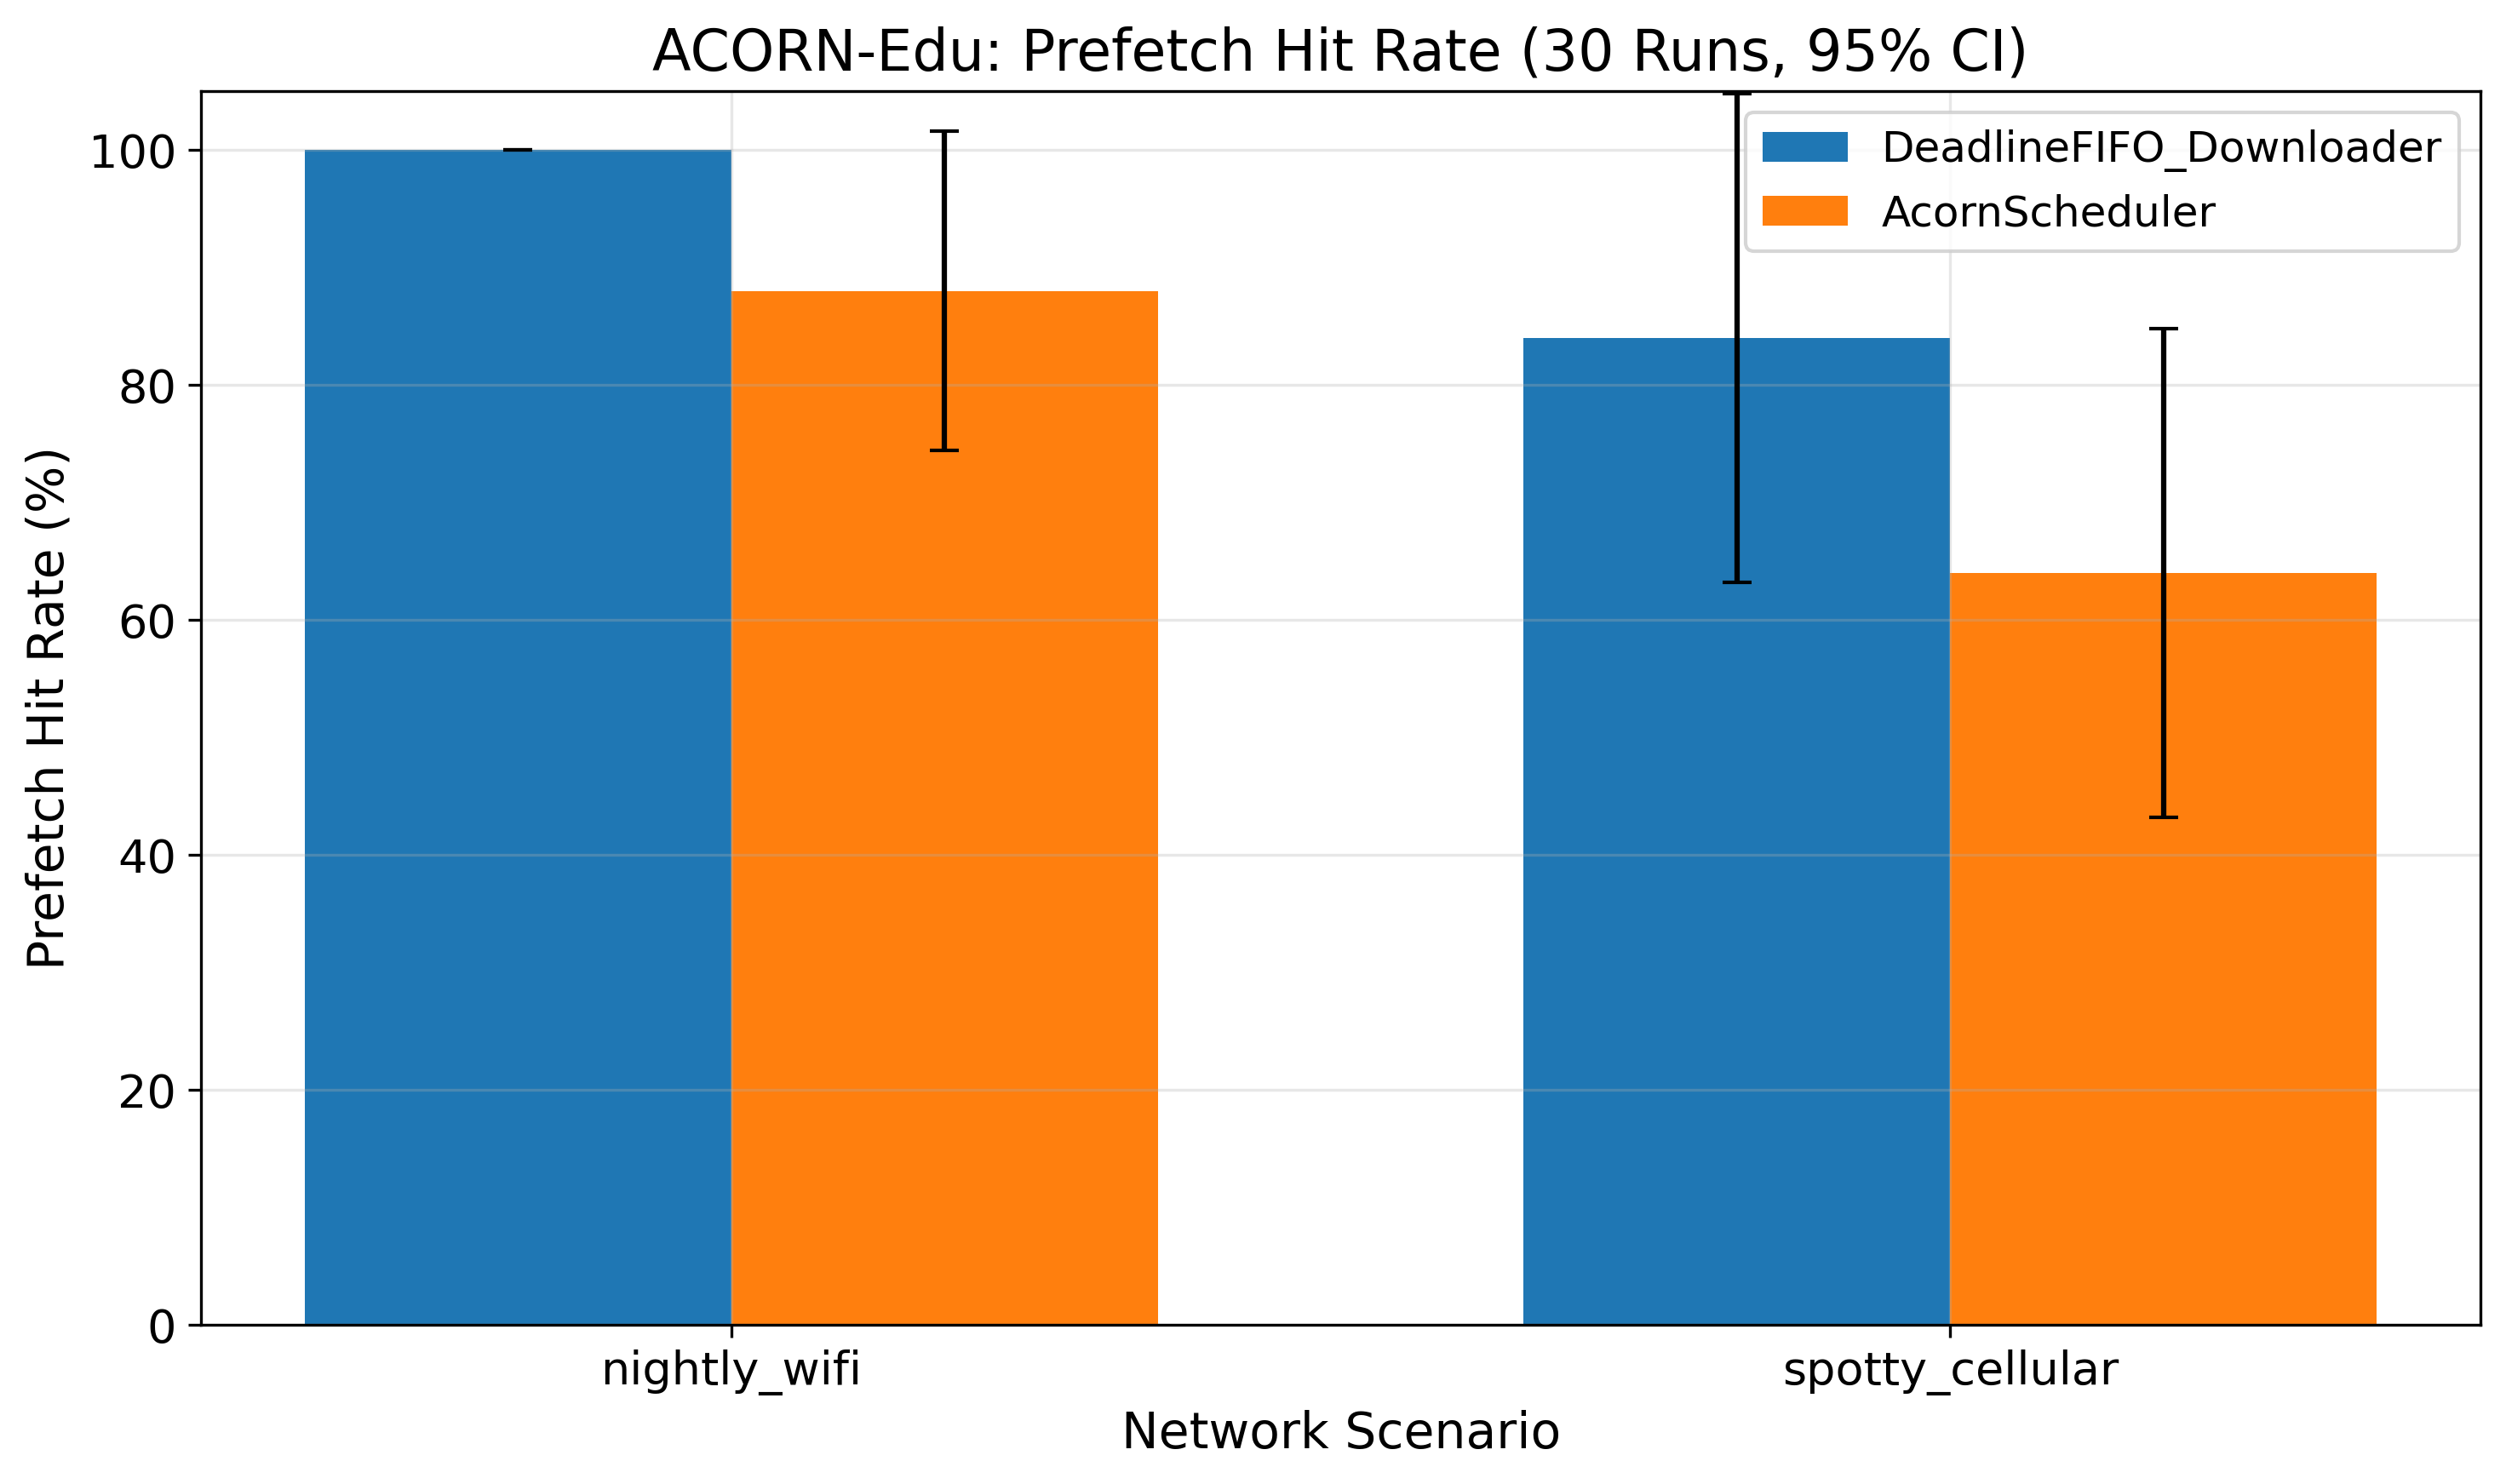 ACORN-Edu: Prefetch Hit Rate (30 Runs, 95% CI)
DeadlineFIFO_Downloader
AcornScheduler
Prefetch Hit Rate (%)
100
80
60
40
20
0
nightly_wifi
spotty_cellular
Network Scenario